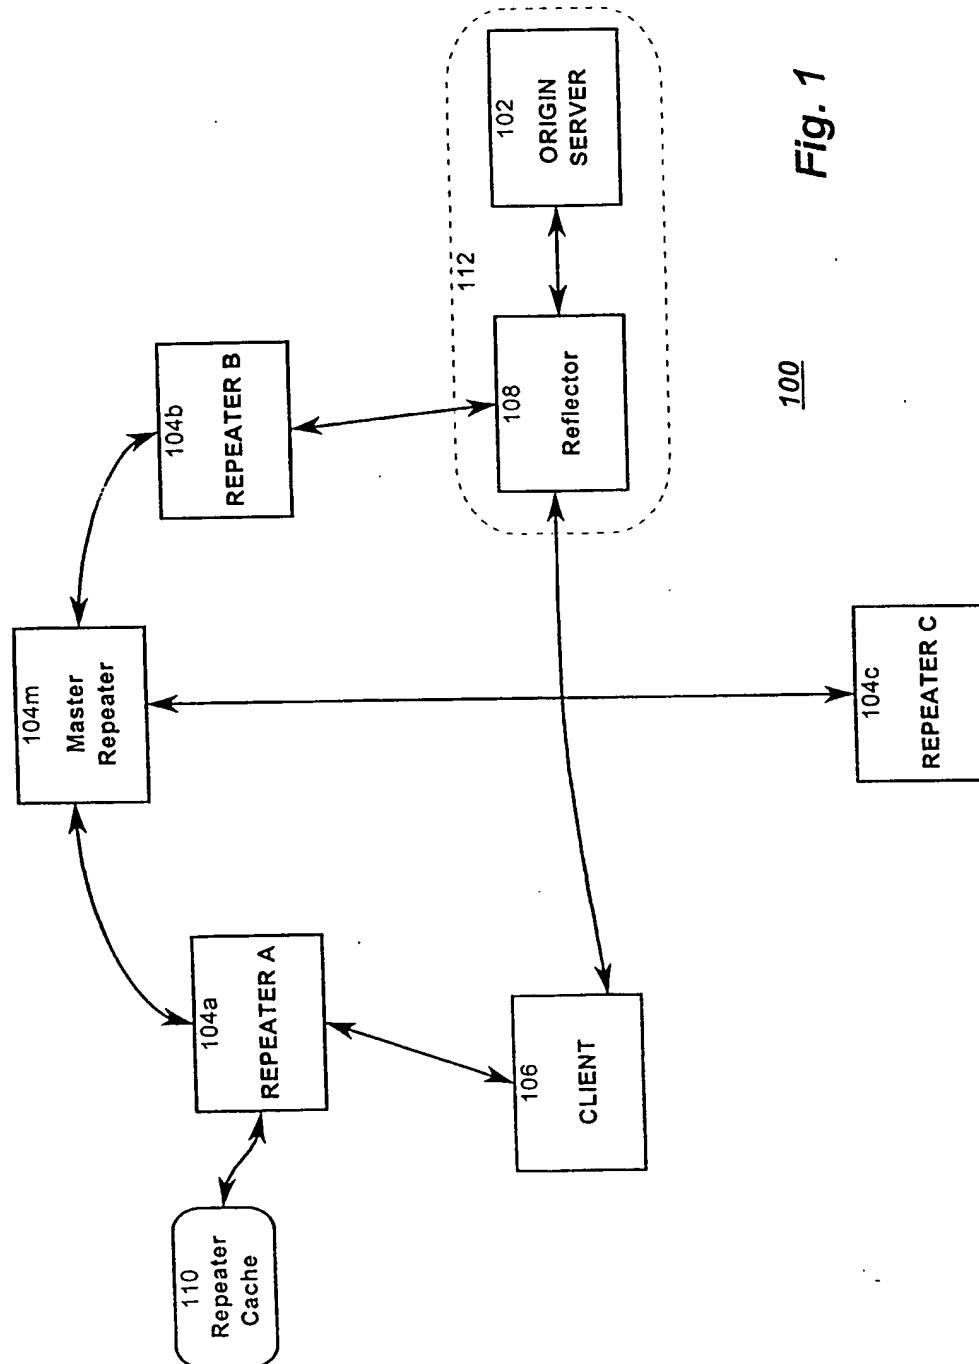 110
Repeater
Cache
104a
REPEATER A
104m
Master
Repeater
104b
REPEATER B
106
CLIENT
112
108
Reflector
102
ORIGIN
SERVER
104c
REPEATER C
100
Fig. 1